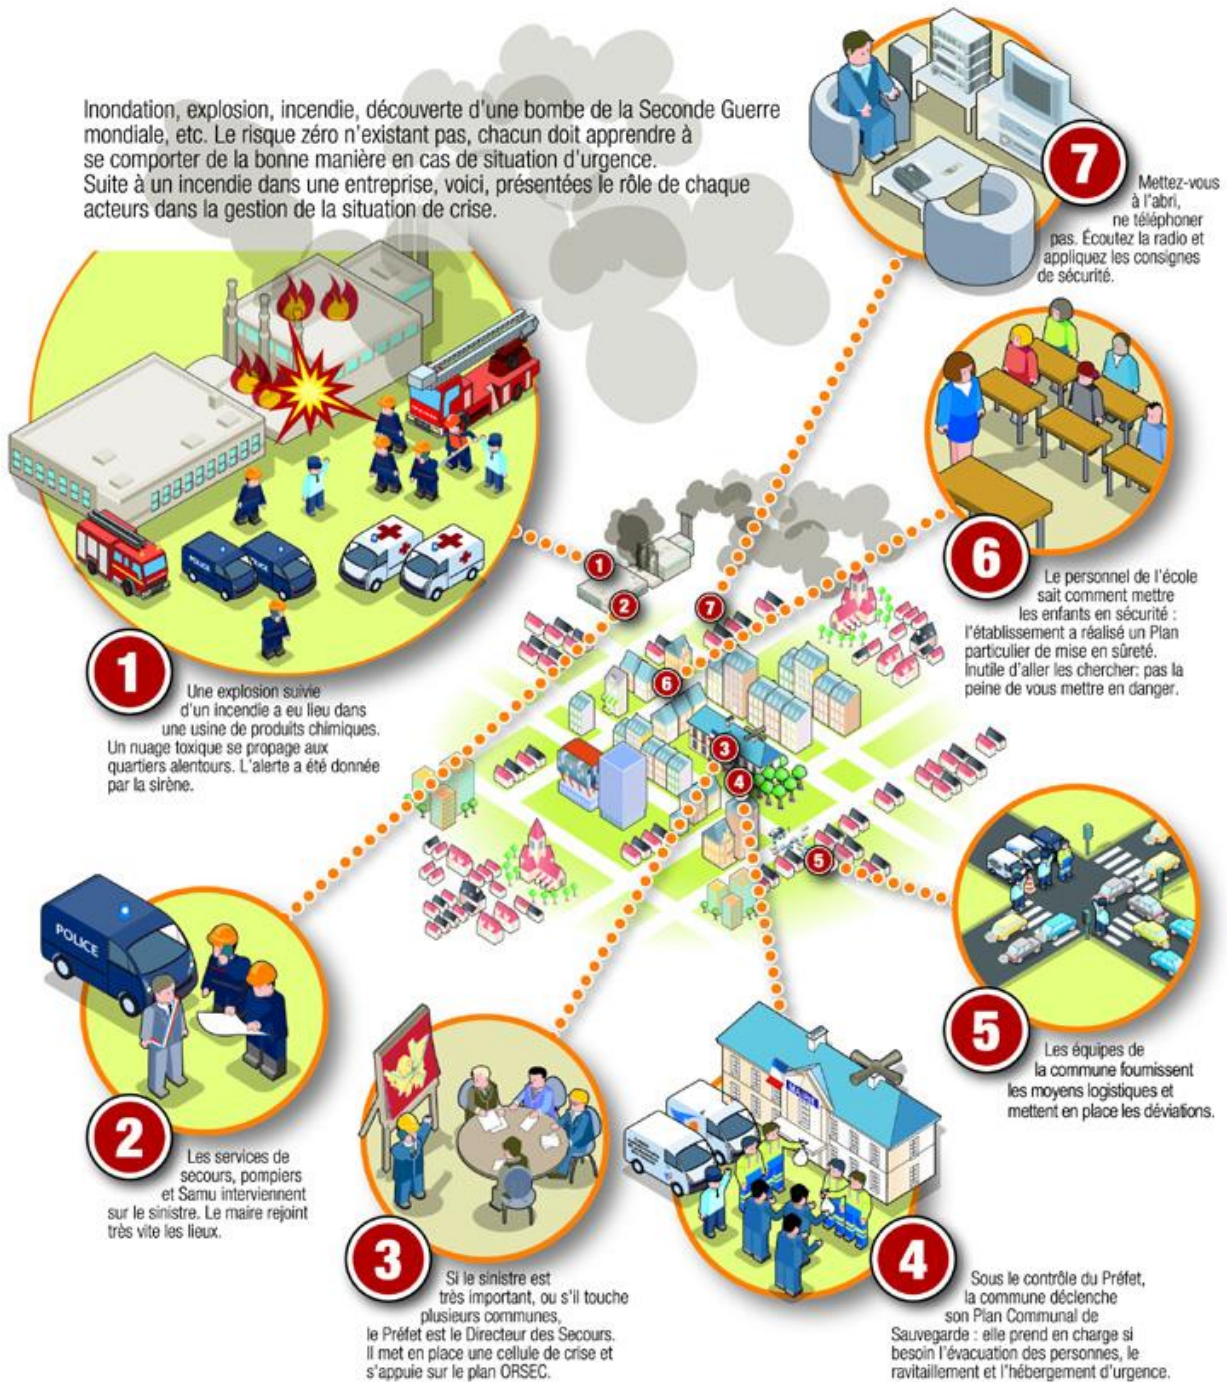 Inondation, explosion, incendie, découverte d'une bombe de la Seconde Guerre
mondiale, etc. Le risque zéro n'existant pas, chacun doit apprendre à
se comporter de la bonne manière en cas de situation d'urgence.
Suite à un incendie dans une entreprise, voici, présentées le rôle de chaque
acteurs dans la gestion de la situation de crise.
1
Une explosion suivie
d'un incendie a eu lieu dans
une usine de produits chimiques.
Un nuage toxique se propage aux
quartiers alentours. L'alerte a été donnée
par la sirène.
POLICE
POLICE
1
2
7
6
3
4
5
POLICE
2
Les services de
secours, pompiers
et Samu interviennent
sur le sinistre. Le maire rejoint
très vite les lieux.
3
Si le sinistre est
très important, ou s'il touche
plusieurs communes,
le Préfet est le Directeur des Secours.
Il met en place une cellule de crise et
s'appuie sur le plan ORSEC.
MAIRIE
4
Sous le contrôle du Préfet,
la commune déclenche
son Plan Communal de
Sauvegarde : elle prend en charge si
besoin l'évacuation des personnes, le
ravitaillement et l'hébergement d'urgence.
5
Les équipes de
la commune fournissent
les moyens logistiques et
mettent en place les déviations.
6
Le personnel de l'école
sait comment mettre
les enfants en sécurité :
l'établissement a réalisé un Plan
particulier de mise en sûreté.
Inutile d'aller les chercher: pas la
peine de vous mettre en danger.
7
Mettez-vous
à l'abri,
ne téléphoner
pas. Écoutez la radio et
appliquez les consignes
de sécurité.